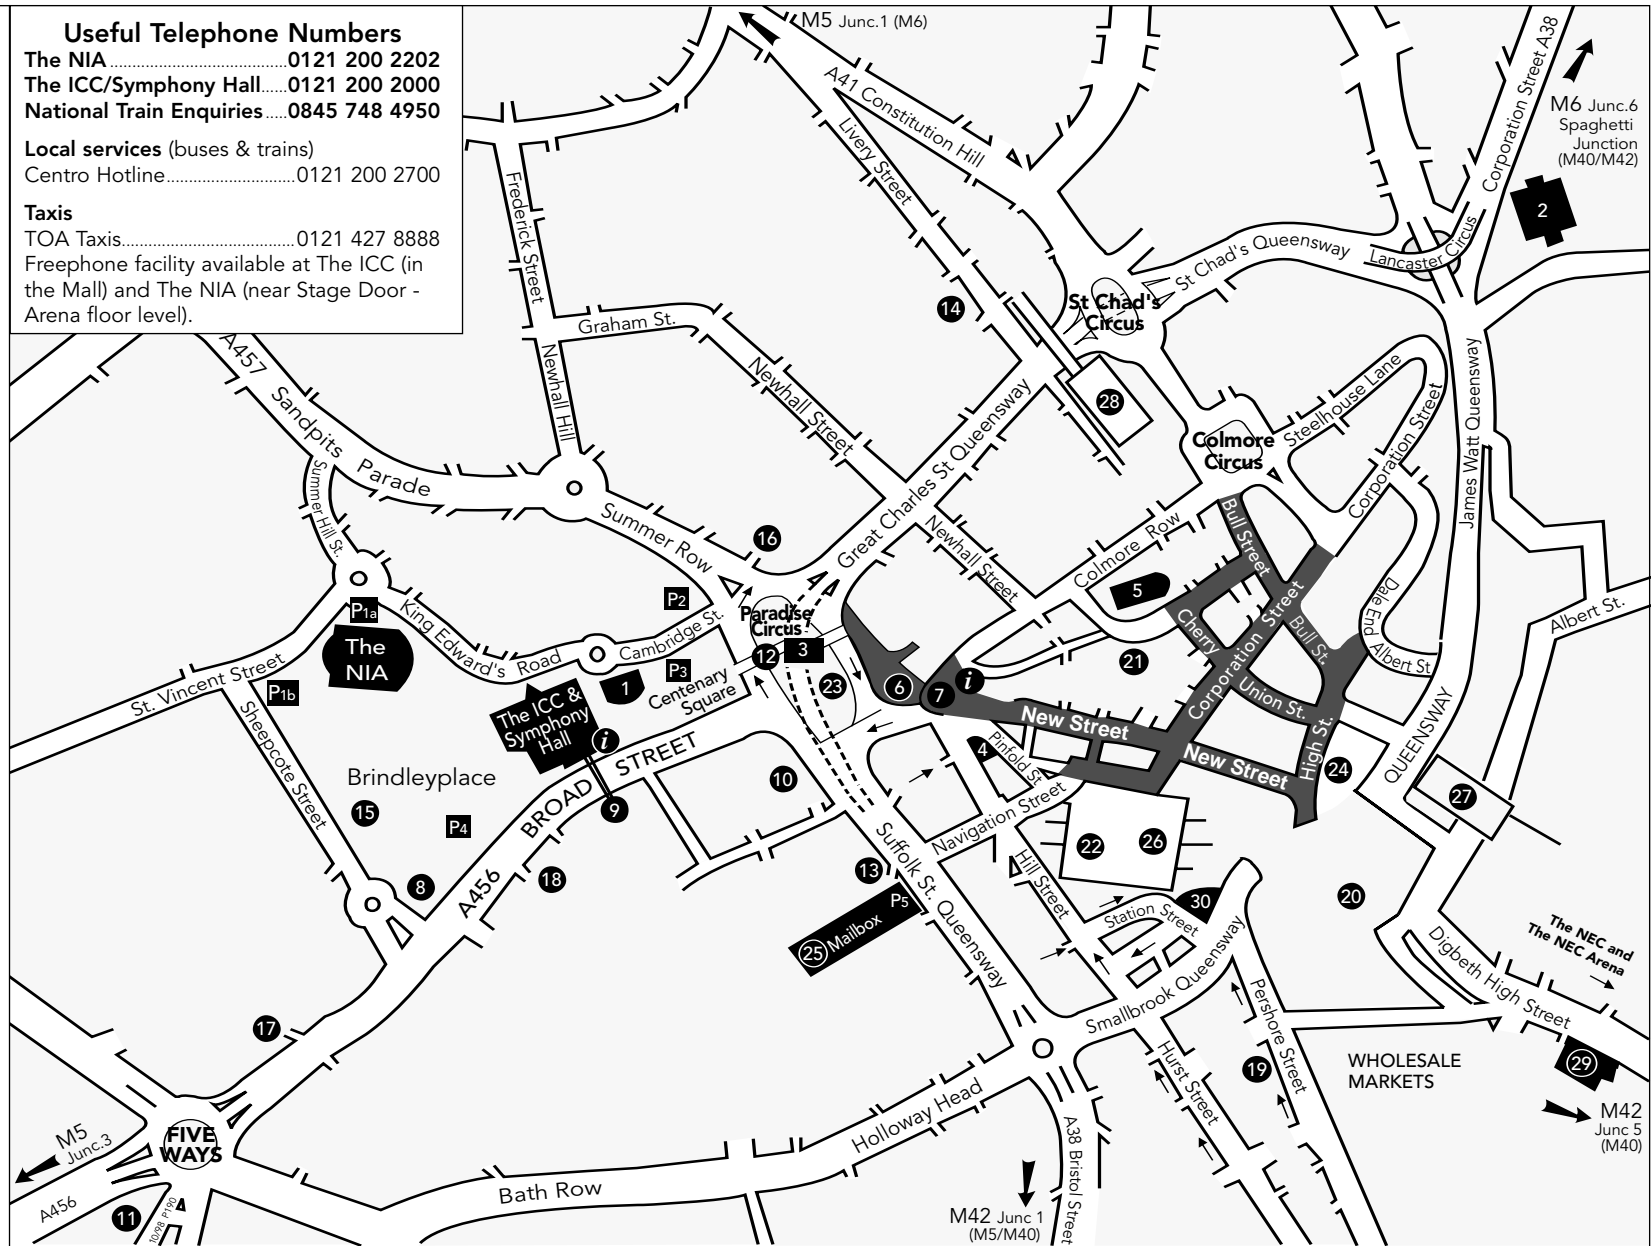 Useful Telephone Numbers
The NIA........................................0121 200 2202
The ICC/Symphony Hall......0121 200 2000
National Train Enquiries.....0845 748 4950
Local services (buses & trains)
Centro Hotline.............................0121 200 2700
Taxis
TOA Taxis.......................................0121 427 8888
Freephone facility available at The ICC (in
the Mall) and The NIA (near Stage Door -
Arena floor level).
M5 Junc.1 (M6)
A41 Constitution Hill
Livery Street
Corporation Street A38
M6 Junc.6
Spaghetti
Junction
(M40/M42)
2
Frederick Street
St Chad's Queensway
Lancaster Circus
14
St Chad's
Circus
Graham St.
A457
Sandpits
Parade
Newhall Hill
Newhall Street
28
Great Charles St Queensway
Colmore
Circus
Steelhouse Lane
Corporation Street
James Watt Queensway
Summer Hill St.
Summer Row
16
Newhall Street
Colmore Row
Bull Street
5
Cherry
Corporation Street
Bull St.
Dale End
Albert St
Albert St.
P1a
The
NIA
P1b
St. Vincent Street
King Edward's Road
P2
Cambridge St.
Paradise
Circus
12
3
P3
1
Centenary
Square
23
6
7
i
21
Union St.
High St.
New Street
New Street
QUEENSWAY
24
27
The ICC &
Symphony
Hall
i
Sheepcote Street
Brindleyplace
15
P4
8
BROAD STREET
A456
9
10
18
4
Pinfold St
Navigation Street
22
26
Suffolk St. Queensway
13
P5
25 Mailbox
Hill Street
Station Street
30
20
Smallbrook Queensway
Digbeth High Street
The NEC and
The NEC Arena
Pershore Street
Hurst Street
19
WHOLESALE
MARKETS
29
M42
Junc 5
(M40)
17
FIVE
WAYS
M5
Junc.3
A456
11
10/98 P190
Bath Row
Holloway Head
A38 Bristol Street
M42 Junc 1
(M5/M40)